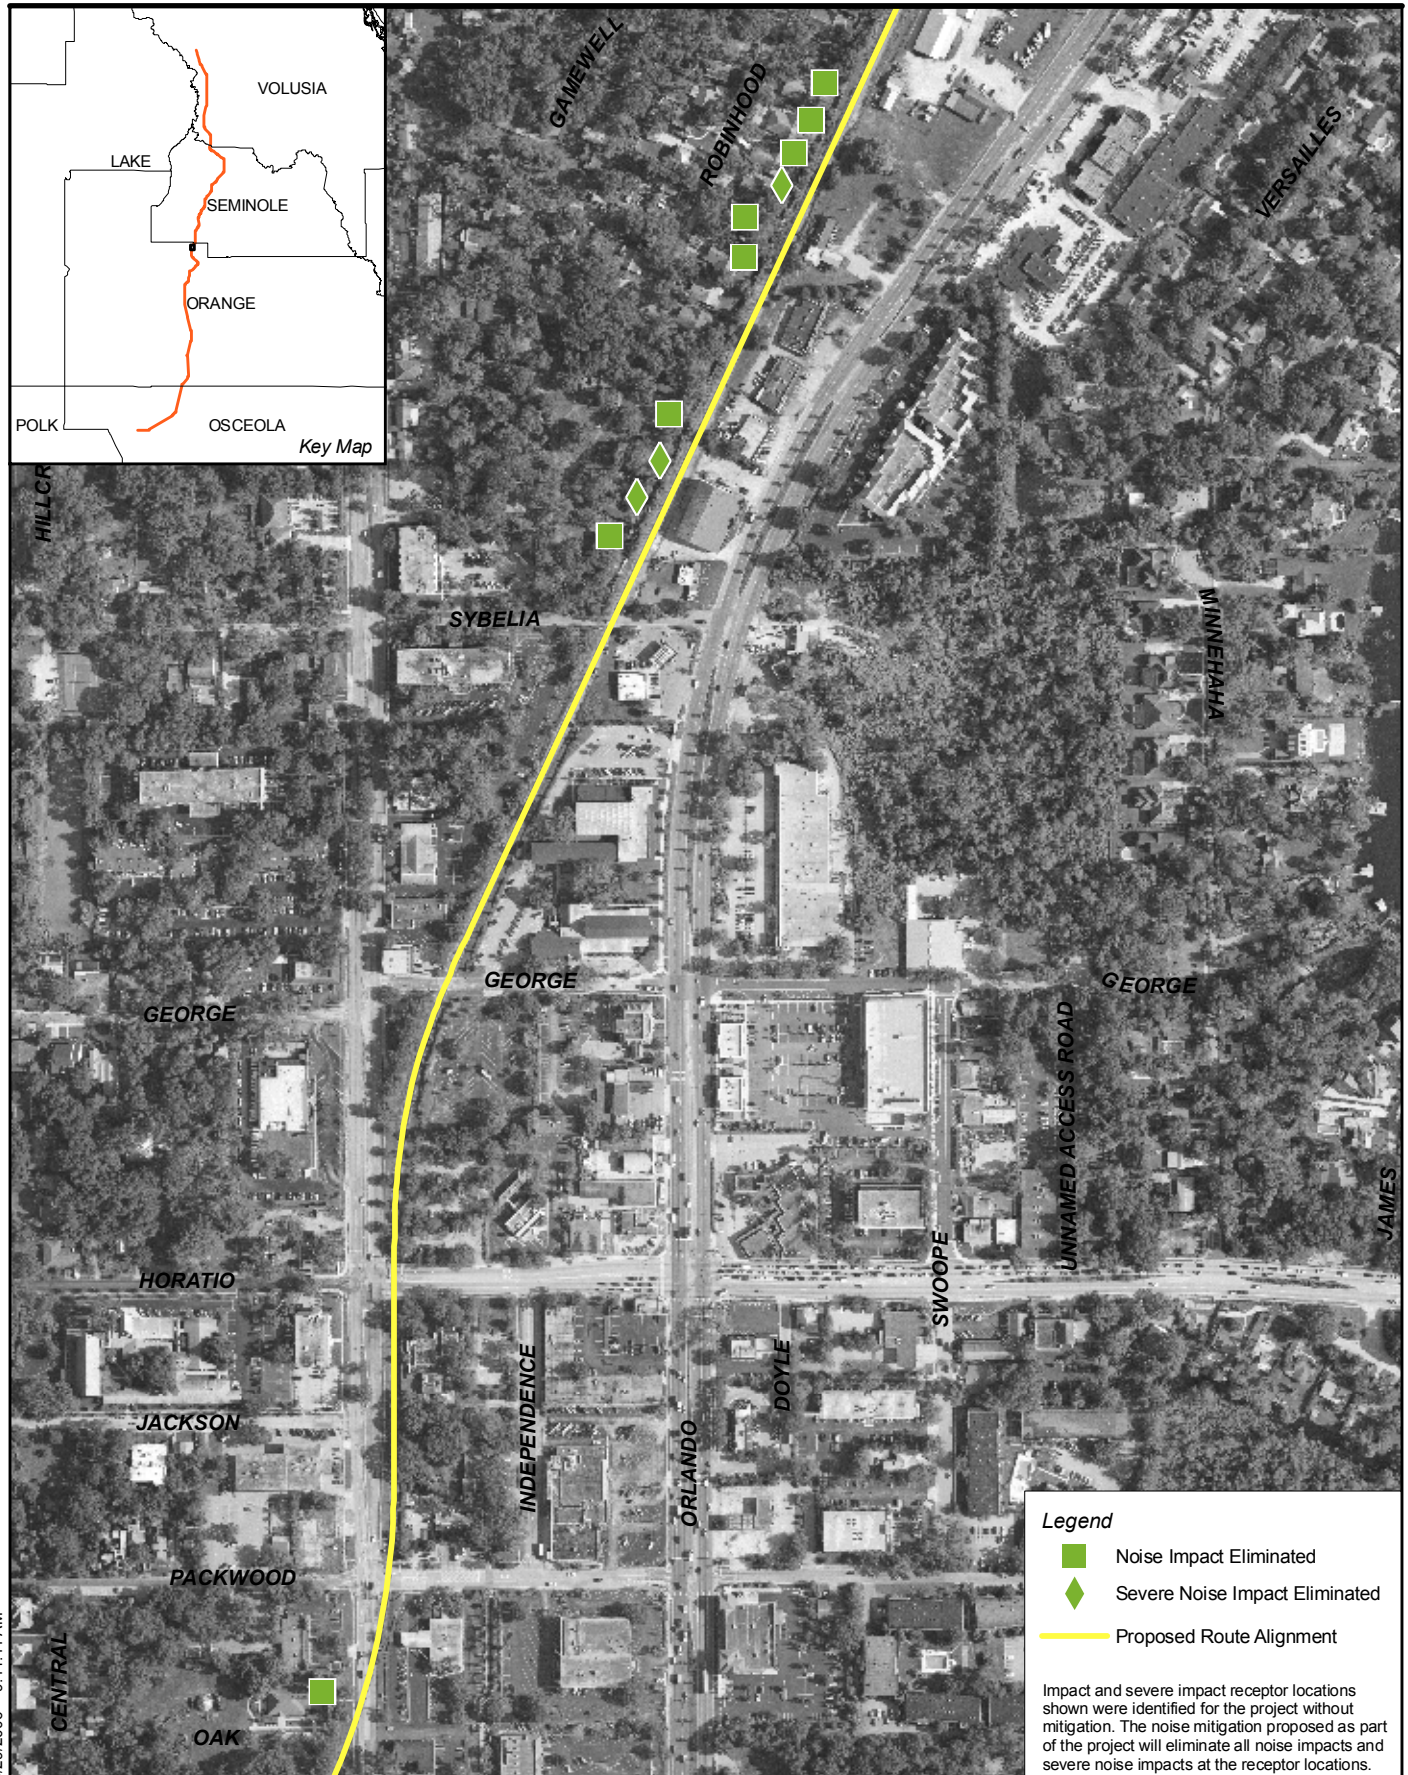 VOLUSIA
LAKE
SEMINOLE
ORANGE
POLK
OSCEOLA
Key Map
GAMEWELL
ROBINHOOD
VERSAILLES
HILLCR
SYBELIA
MINNEHAHA
GEORGE
GEORGE
GEORGE
UNNAMED ACCESS ROAD
JAMES
HORATIO
SWOOPE
INDEPENDENCE
DOYLE
JACKSON
ORLANDO
PACKWOOD
CENTRAL
OAK
Legend
Noise Impact Eliminated
Severe Noise Impact Eliminated
Proposed Route Alignment
Impact and severe impact receptor locations
shown were identified for the project without
mitigation. The noise mitigation proposed as part
of the project will eliminate all noise impacts and
severe noise impacts at the receptor locations.